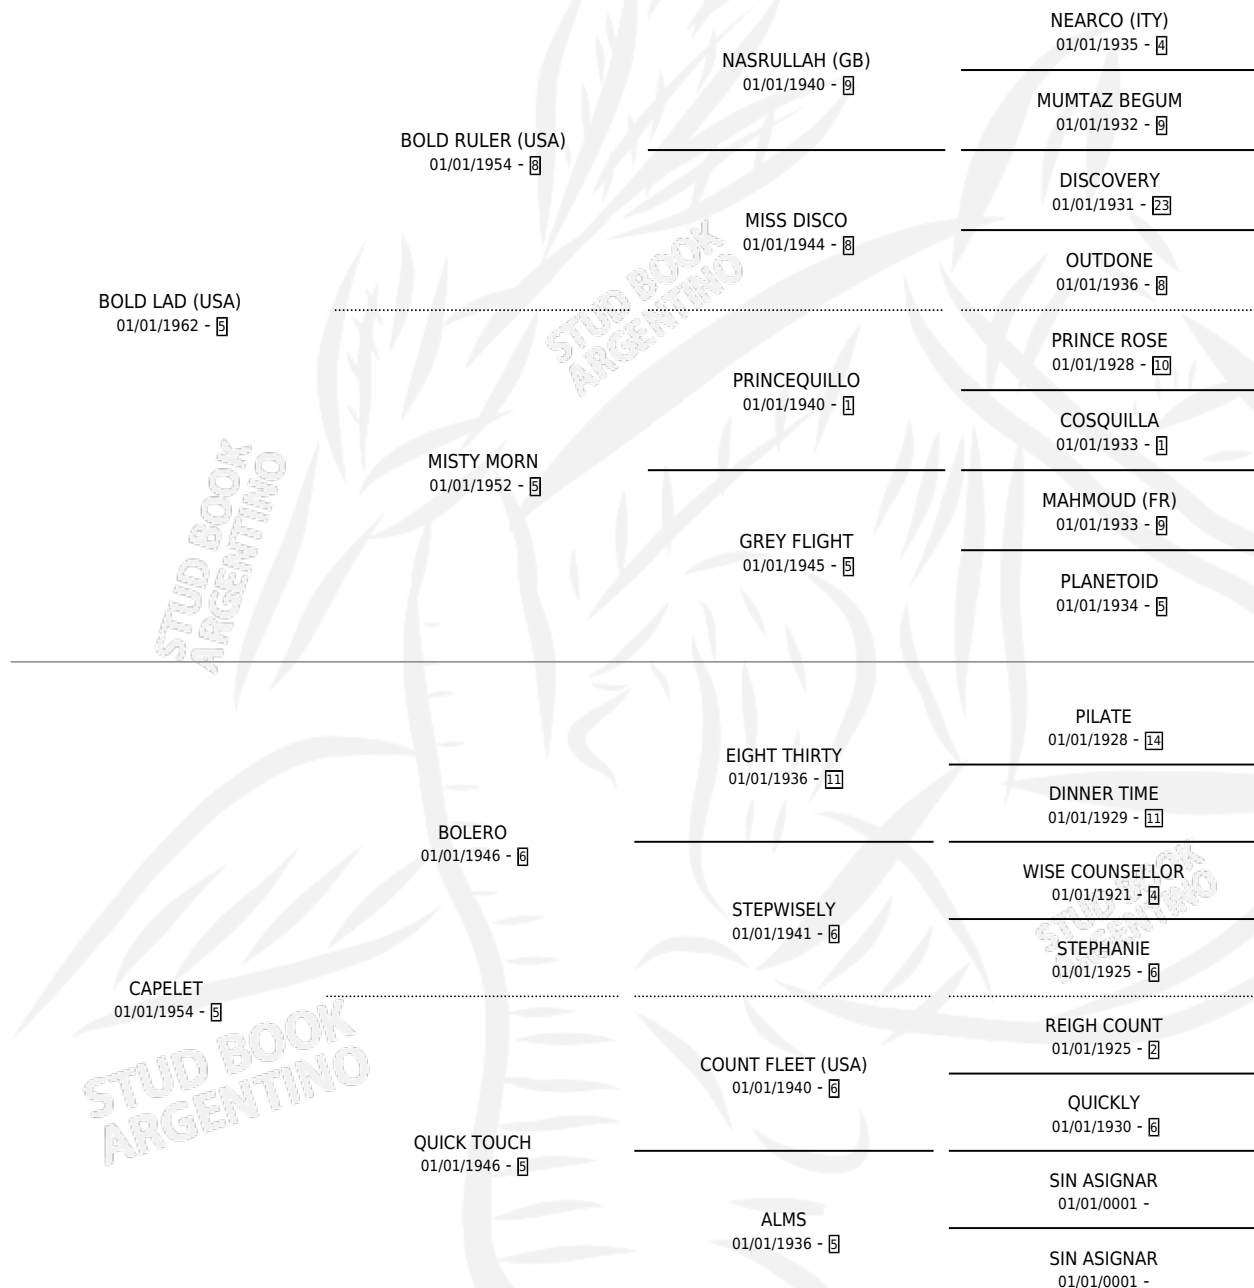 NEARCO (ITY)
01/01/1935 - 4
NASRULLAH (GB)
01/01/1940 - 9
MUMTAZ BEGUM
01/01/1932 - 9
BOLD RULER (USA)
01/01/1954 - 8
DISCOVERY
01/01/1931 - 23
MISS DISCO
01/01/1944 - 8
OUTDONE
01/01/1936 - 8
BOLD LAD (USA)
01/01/1962 - 5
STUD BOOK
ARGENTINO
PRINCE ROSE
01/01/1928 - 10
PRINCEQUILLO
01/01/1940 - 1
COSQUILLA
01/01/1933 - 1
MISTY MORN
01/01/1952 - 5
MAHMOUD (FR)
01/01/1933 - 9
GREY FLIGHT
01/01/1945 - 5
PLANETOID
01/01/1934 - 5
STUD BOOK
ARGENTINO
PILATE
01/01/1928 - 14
EIGHT THIRTY
01/01/1936 - 11
DINNER TIME
01/01/1929 - 11
BOLERO
01/01/1946 - 6
WISE COUNSELLOR
01/01/1921 - 4
STEPWISELY
01/01/1941 - 6
STEPHANIE
01/01/1925 - 6
STUD BOOK
ARGENTINO
CAPELET
01/01/1954 - 5
STUD BOOK
ARGENTINO
REIGH COUNT
01/01/1925 - 2
COUNT FLEET (USA)
01/01/1940 - 6
QUICKLY
01/01/1930 - 6
QUICK TOUCH
01/01/1946 - 5
SIN ASIGNAR
01/01/0001 -
ALMS
01/01/1936 - 5
SIN ASIGNAR
01/01/0001 -